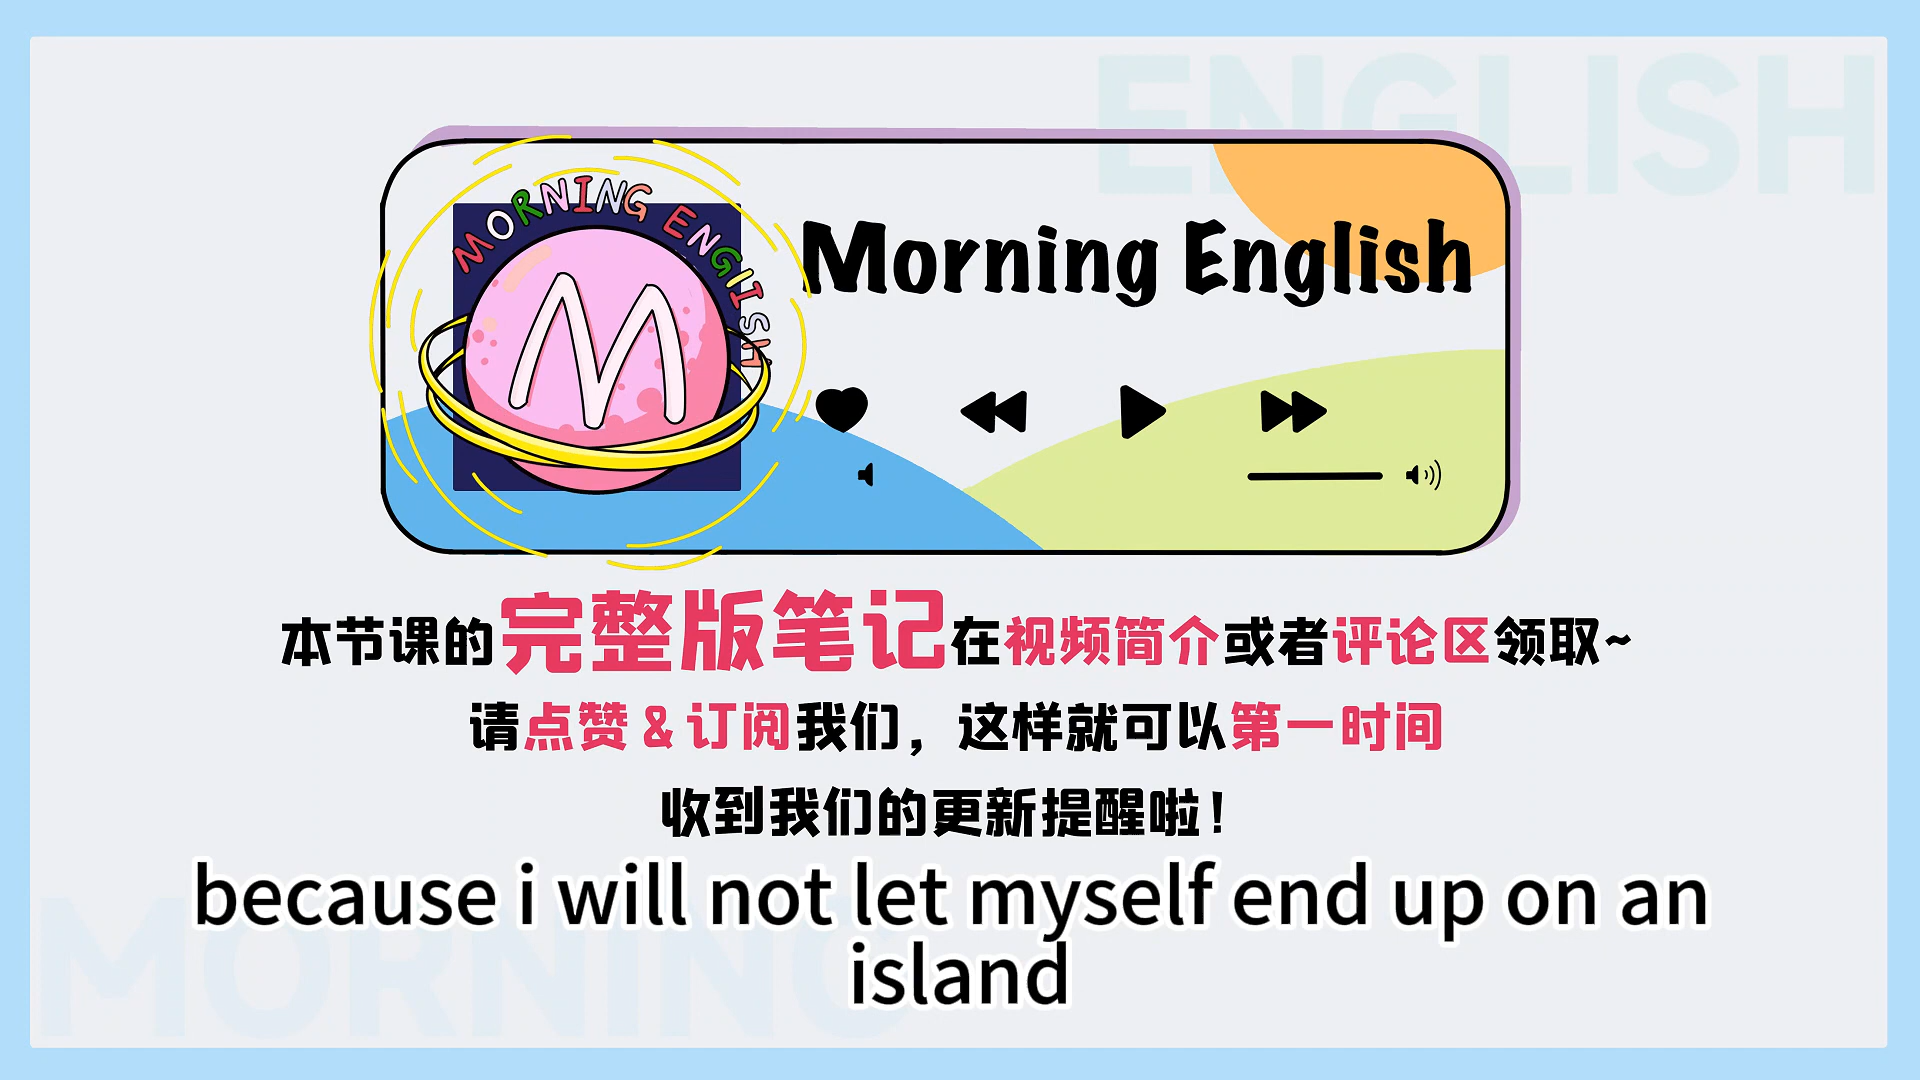 ENGLISH
MORNING ENGLISH
M
Morning English
本节课的完整版笔记在视频简介或者评论区领取~
请点赞&订阅我们，这样就可以第一时间
收到我们的更新提醒啦！
because i will not let myself end up on an
island
MORNING